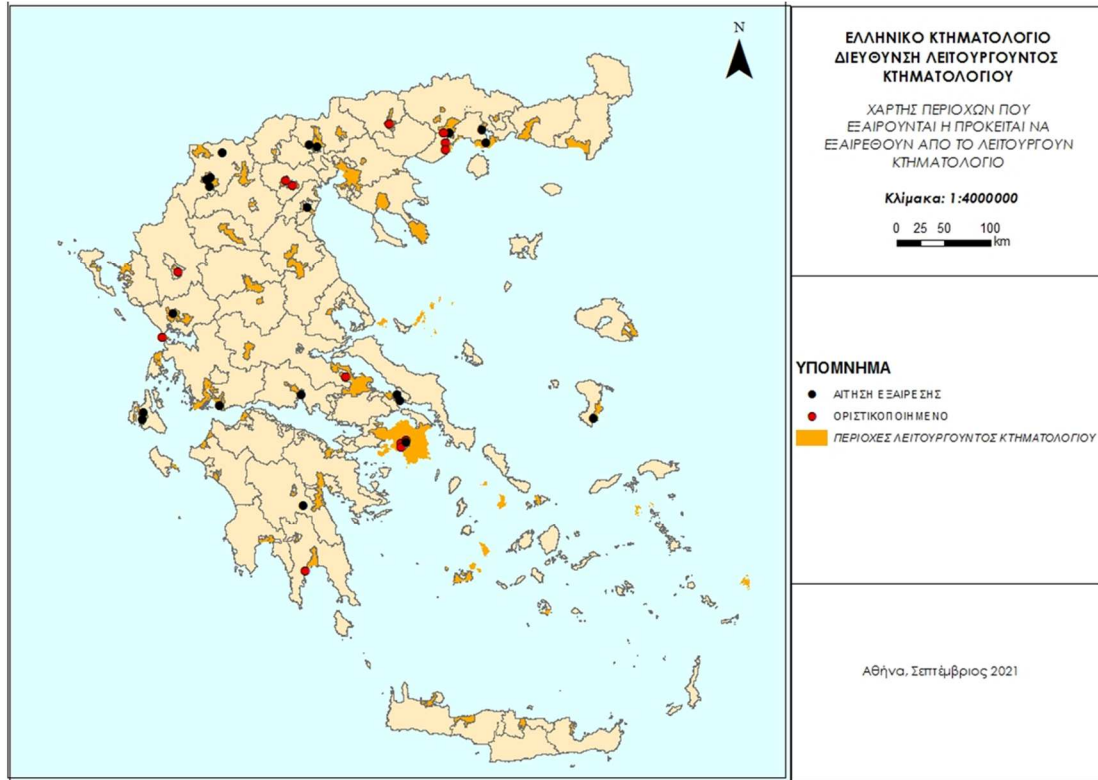 N
ΕΛΛΗΝΙΚΟ ΚΤΗΜΑΤΟΛΟΓΙΟ
ΔΙΕΥΘΥΝΣΗ ΛΕΙΤΟΥΡΓΟΥΝΤΟΣ
ΚΤΗΜΑΤΟΛΟΓΙΟΥ
ΧΑΡΤΗΣ ΠΕΡΙΟΧΩΝ ΠΟΥ
ΕΞΑΙΡΟΥΝΤΑΙ Η ΠΡΟΚΕΙΤΑΙ ΝΑ
ΕΞΑΙΡΕΘΟΥΝ ΑΠΟ ΤΟ ΛΕΙΤΟΥΡΓΟΥΝ
ΚΤΗΜΑΤΟΛΟΓΙΟ
Κλίμακα: 1:4000000
0 25 50 100
km
ΥΠΟΜΝΗΜΑ
ΑΙΤΗΣΗ ΕΞΑΙΡΕΣΗΣ
ΟΡΙΣΤΙΚΟΠΟΙΗΜΕΝΟ
ΠΕΡΙΟΧΕΣ ΛΕΙΤΟΥΡΓΟΥΝΤΟΣ ΚΤΗΜΑΤΟΛΟΓΙΟΥ
Αθήνα, Σεπτέμβριος 2021